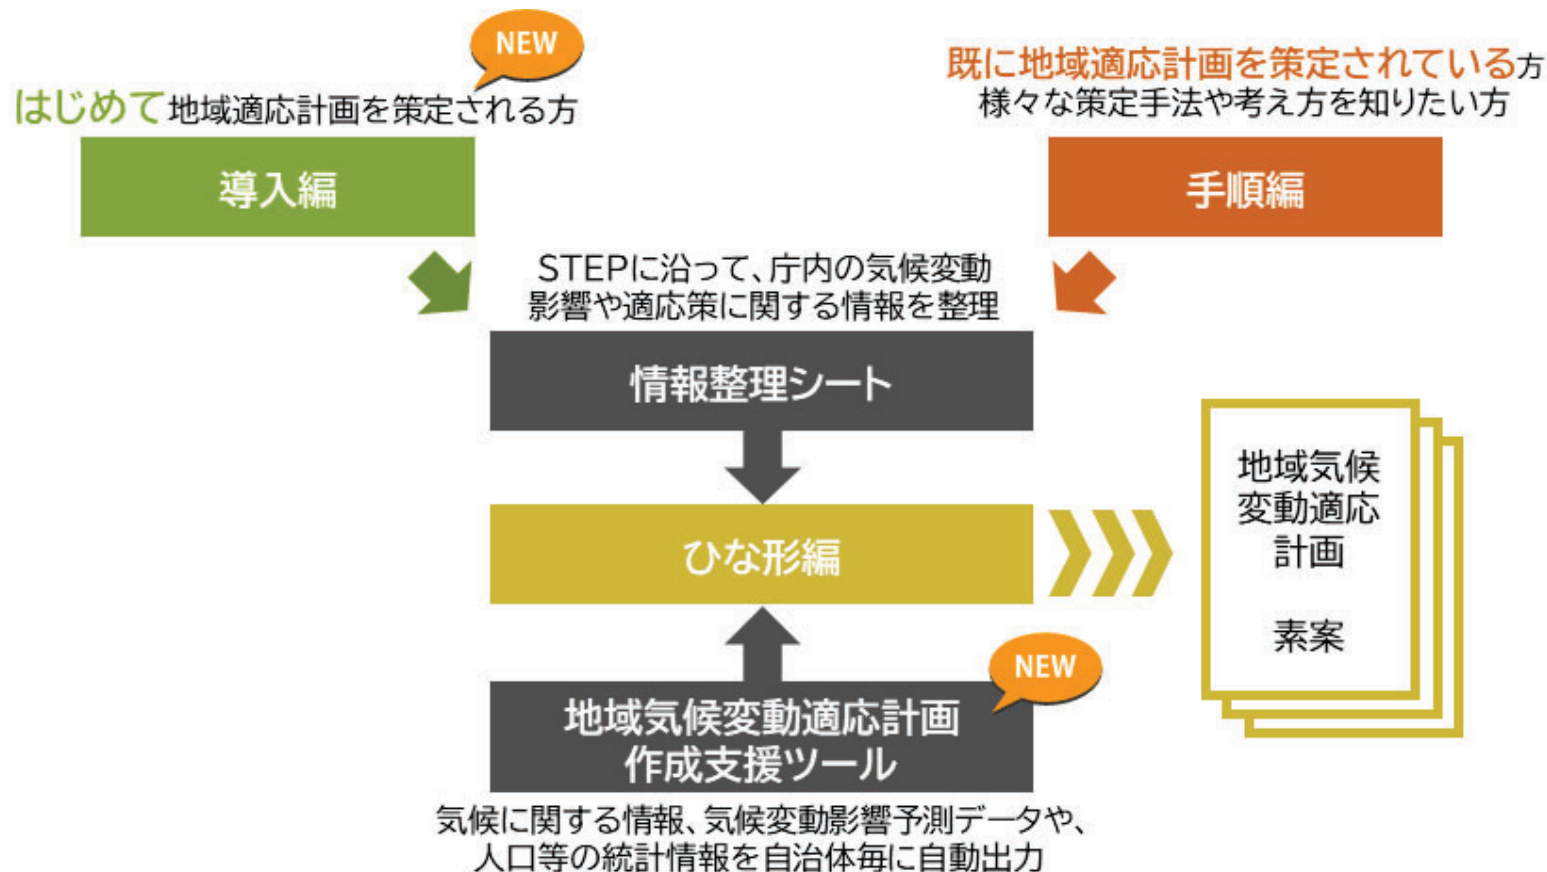 NEW
はじめて地域適応計画を策定される方
導入編
既に地域適応計画を策定されている方
様々な策定手法や考え方を知りたい方
手順編
STEPに沿って、庁内の気候変動
影響や適応策に関する情報を整理
情報整理シート
ひな形編
地域気候
変動適応
計画
素案
NEW
地域気候変動適応計画
作成支援ツール
気候に関する情報、気候変動影響予測データや、
人口等の統計情報を自治体毎に自動出力